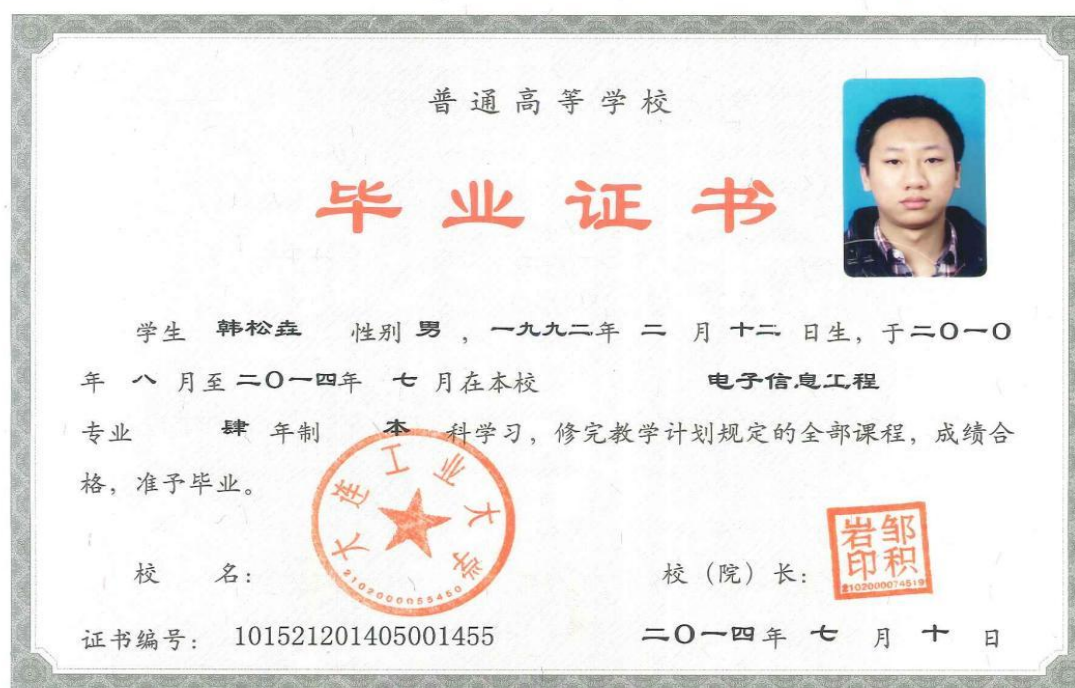 普通高等学校
毕业证书
学生 韩松垚 性别 男 ，一九九二年 二 月 十二 日生，于二〇一〇
年 八 月至 二〇一四年 七 月在本校 电子信息工程
专业 肆 年制 本 科学习，修完教学计划规定的全部课程，成绩合
格，准予毕业。
大连工业大学
2102000055450
校 名：
校（院）长：
邹积岩印
2102000074519
证书编号： 101521201405001455
二〇一四年 七 月 十 日